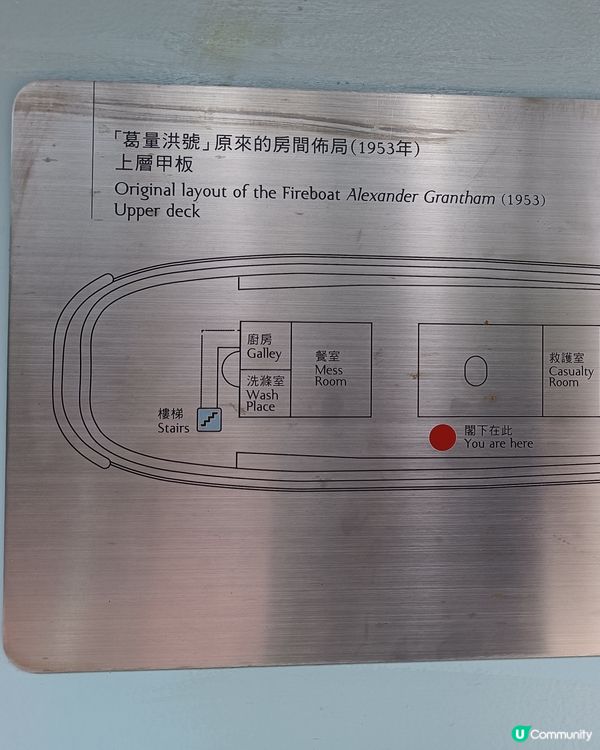 「葛量洪號」原來的房間佈局(1953年)
上層甲板
Original layout of the Fireboat Alexander Grantham (1953)
Upper deck
廚房
Galley
洗滌室
Wash
Place
餐室
Mess
Room
救護室
Casualty
Room
樓梯
Stairs
閣下在此
You are here
U Community